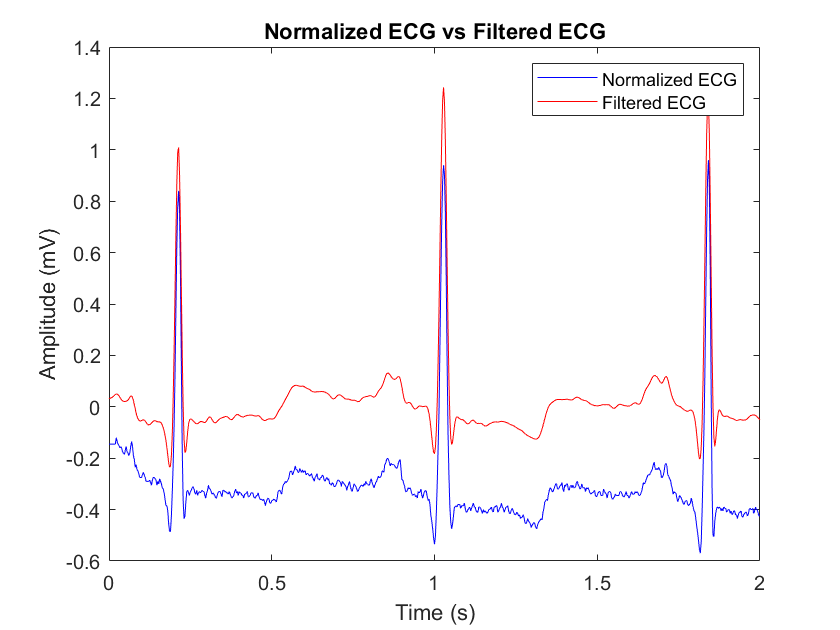 Normalized ECG vs Filtered ECG
Normalized ECG
Filtered ECG
1.4
1.2
1
0.8
0.6
0.4
0.2
0
-0.2
-0.4
-0.6
Amplitude (mV)
0 0.5 1 1.5 2
Time (s)